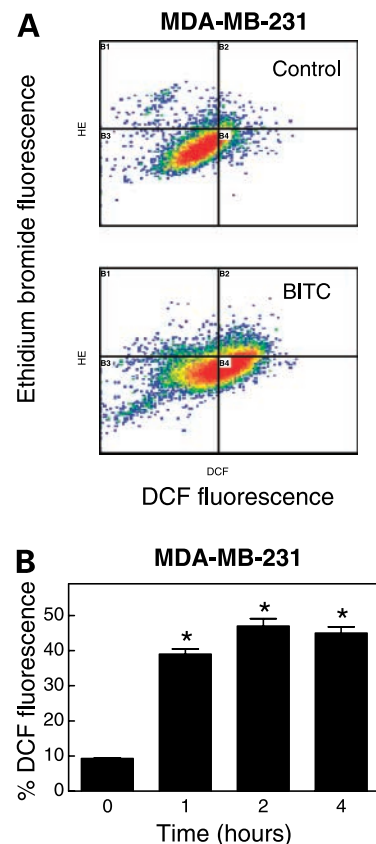 A
MDA-MB-231
Ethidium bromide fluorescence
HE
B1
B2
Control
B3
B4
HE
B1
B2
BITC
B3
B4
DCF
DCF fluorescence
B
MDA-MB-231
% DCF fluorescence
50
40
30
20
10
0
*
*
*
0 1 2 4
Time (hours)